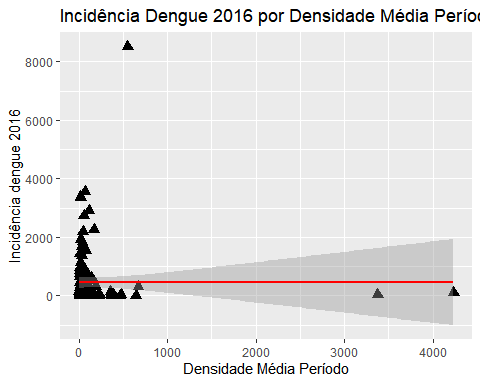 Incidência Dengue 2016 por Densidade Média Perío
8000
6000
4000
2000
0
Incidência dengue 2016
0 1000 2000 3000 4000
Densidade Média Período